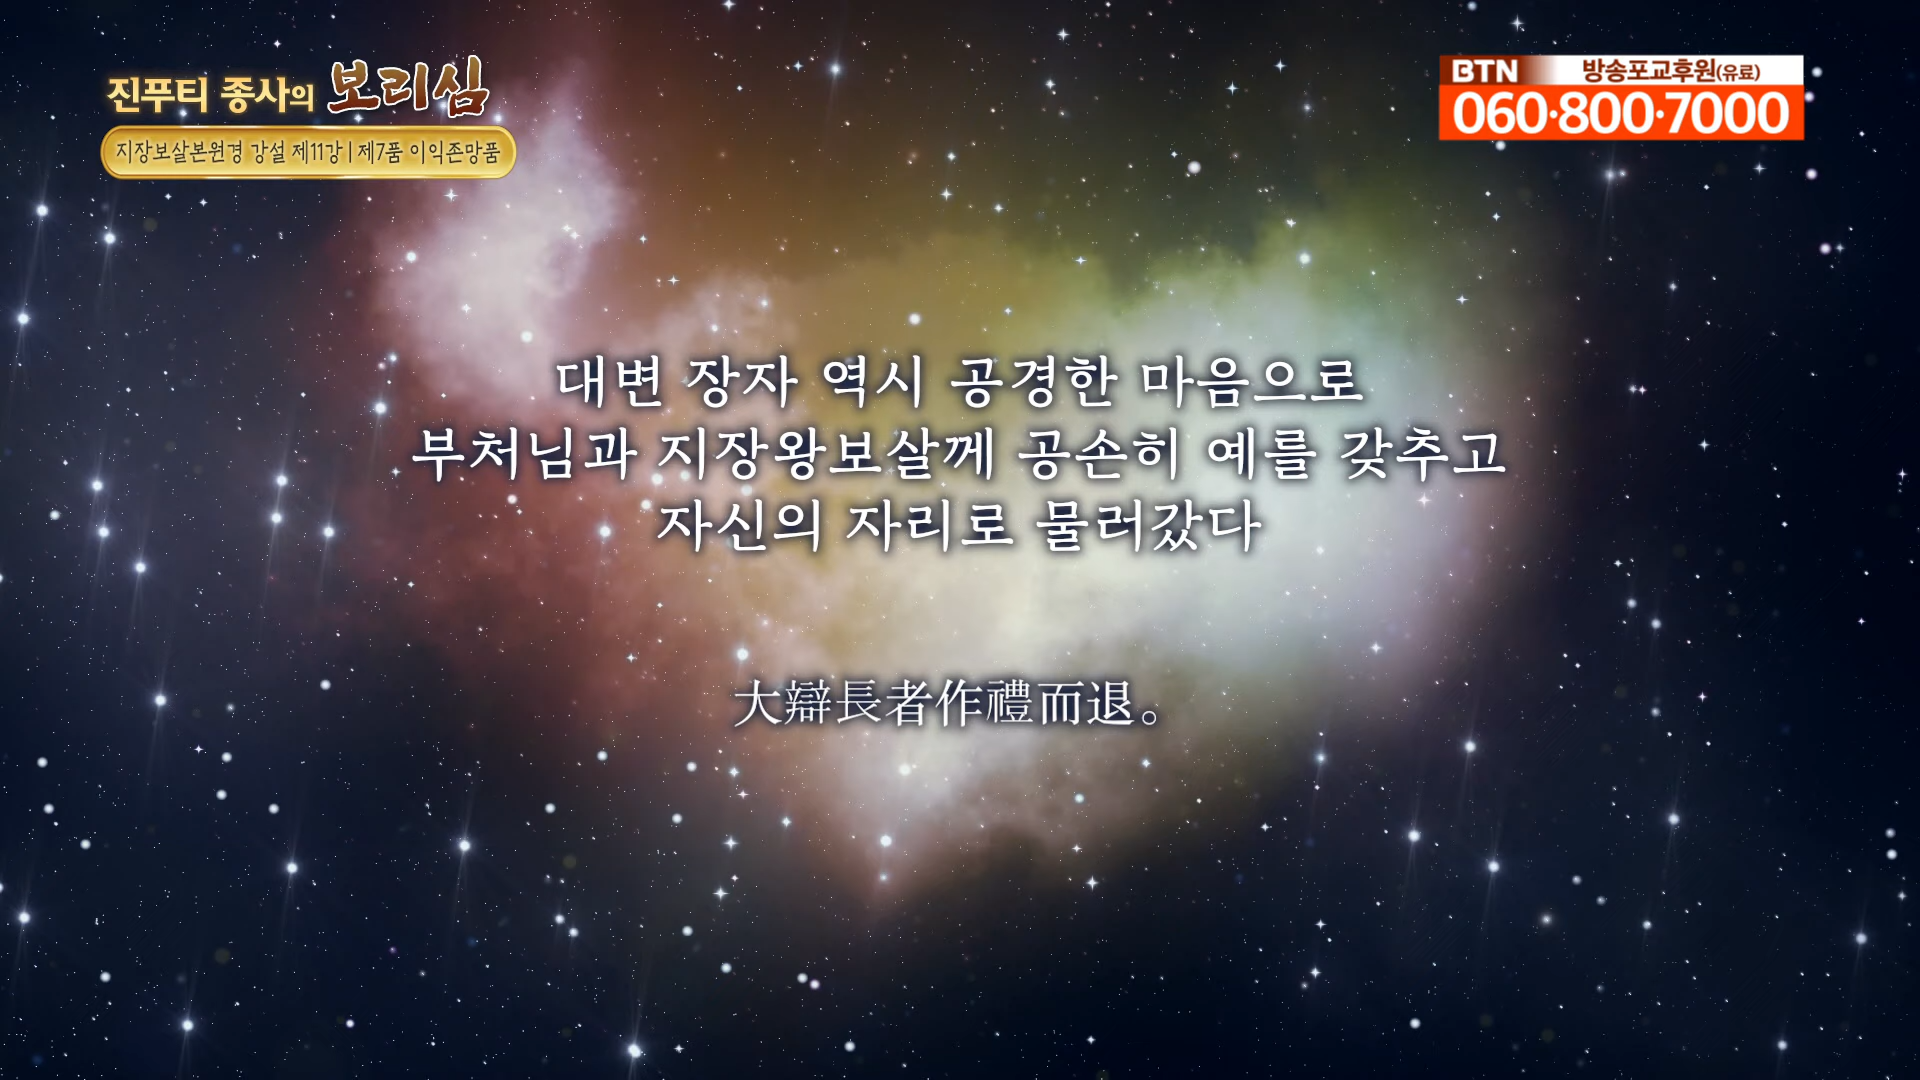 진푸티 종사의 보리심
지장보살본원경 강설 제11강 | 제7품 이익존망품
BTN 방송포교후원(유료)
060·800·7000
대변 장자 역시 공경한 마음으로
부처님과 지장왕보살께 공손히 예를 갖추고
자신의 자리로 물러갔다
大辯長者作禮而退。